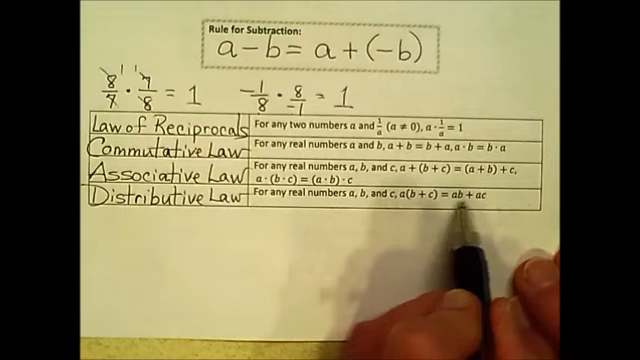 Rule for Subtraction:
a − b = a + (−b)
8/7 · 7/8 = 1   −1/8 · 8/−1 = 1
Law of Reciprocals For any two numbers a and 1/a (a ≠ 0), a · 1/a = 1
Commutative Law For any real numbers a and b, a + b = b + a, a · b = b · a
Associative Law For any real numbers a, b, and c, a + (b + c) = (a + b) + c,
a · (b · c) = (a · b) · c
Distributive Law For any real numbers a, b, and c, a(b + c) = ab + ac